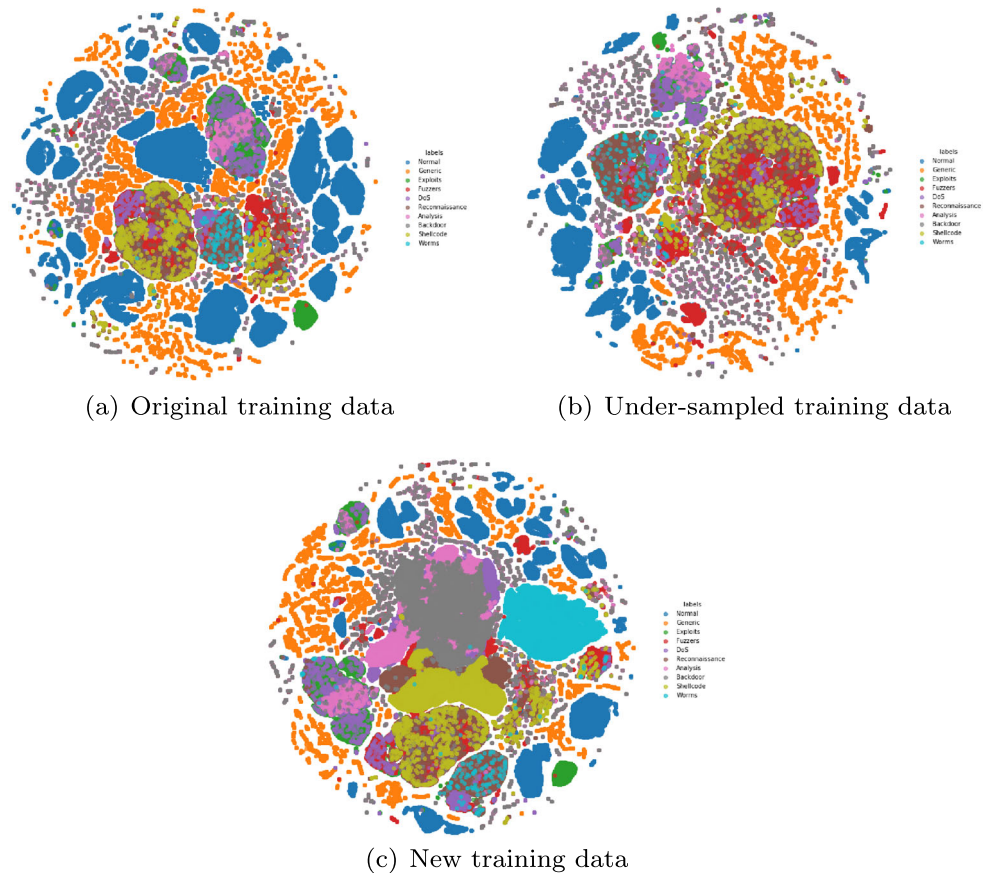 labels
Normal
Generic
Exploits
Fuzzers
DoS
Reconnaissance
Analysis
Backdoor
Shellcode
Worms
labels
Normal
Generic
Exploits
Fuzzers
DoS
Reconnaissance
Analysis
Backdoor
Shellcode
Worms
(a) Original training data
(b) Under-sampled training data
labels
Normal
Generic
Exploits
Fuzzers
DoS
Reconnaissance
Analysis
Backdoor
Shellcode
Worms
(c) New training data